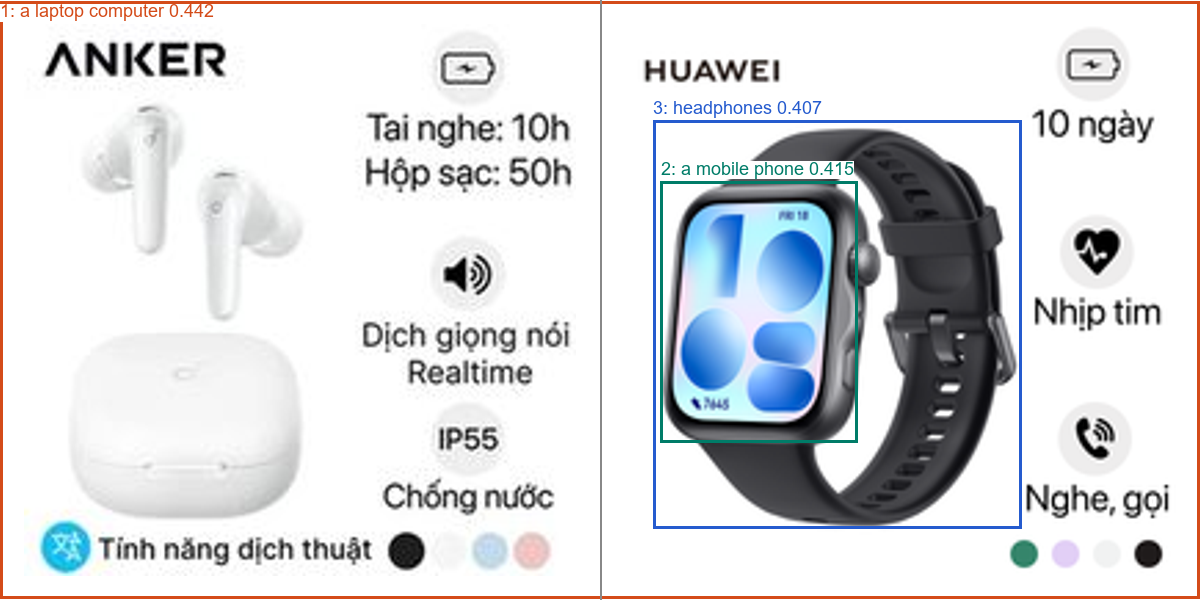 1: a laptop computer 0.442
ANKER
Tai nghe: 10h
Hộp sạc: 50h
Dịch giọng nói
Realtime
IP55
Chống nước
Tính năng dịch thuật
HUAWEI
3: headphones 0.407
2: a mobile phone 0.415
FRI 18
1
7645
10 ngày
Nhịp tim
Nghe, gọi